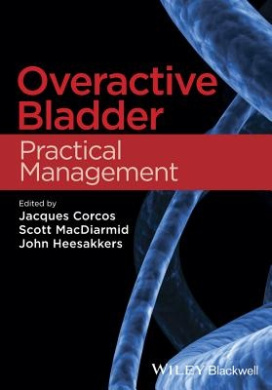 Overactive
Bladder
Practical
Management
Edited by
Jacques Corcos
Scott MacDiarmid
John Heesakkers
WILEY Blackwell